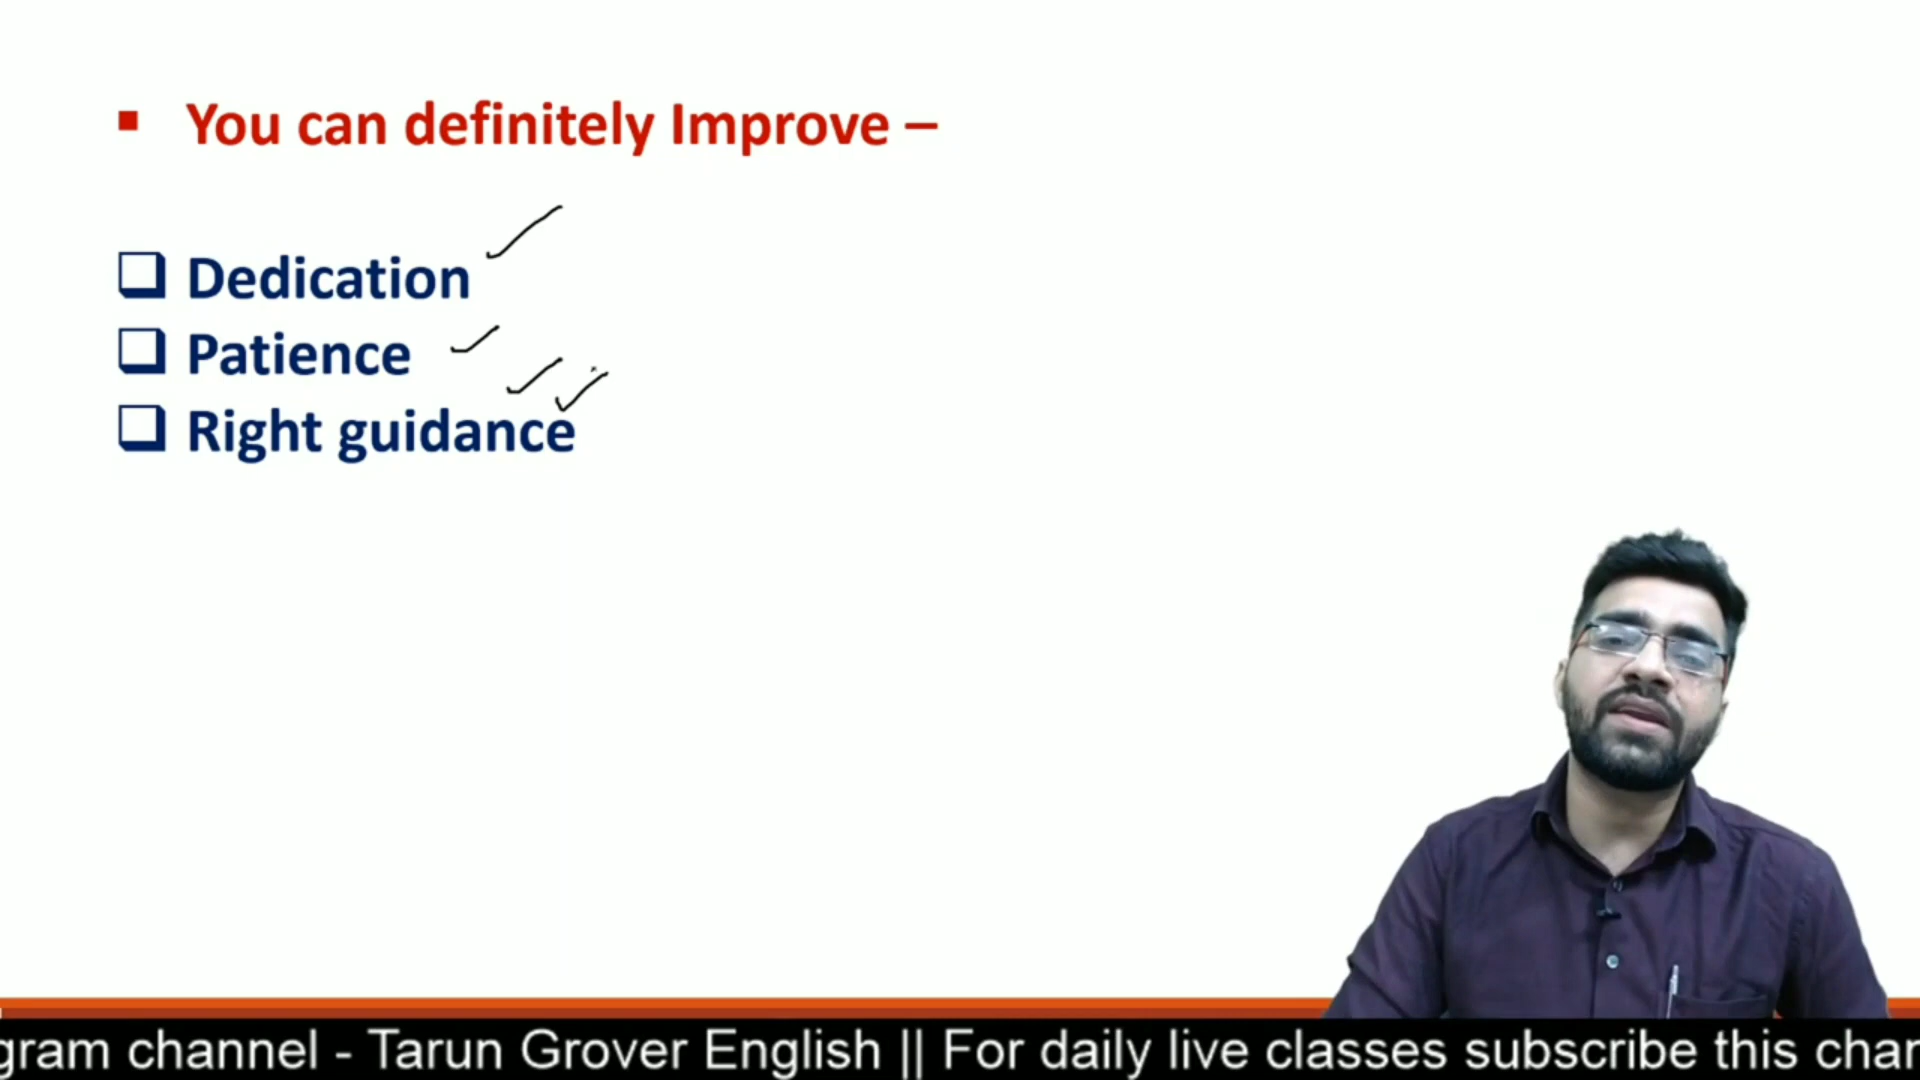 You can definitely Improve –
Dedication
Patience
Right guidance
gram channel - Tarun Grover English || For daily live classes subscribe this